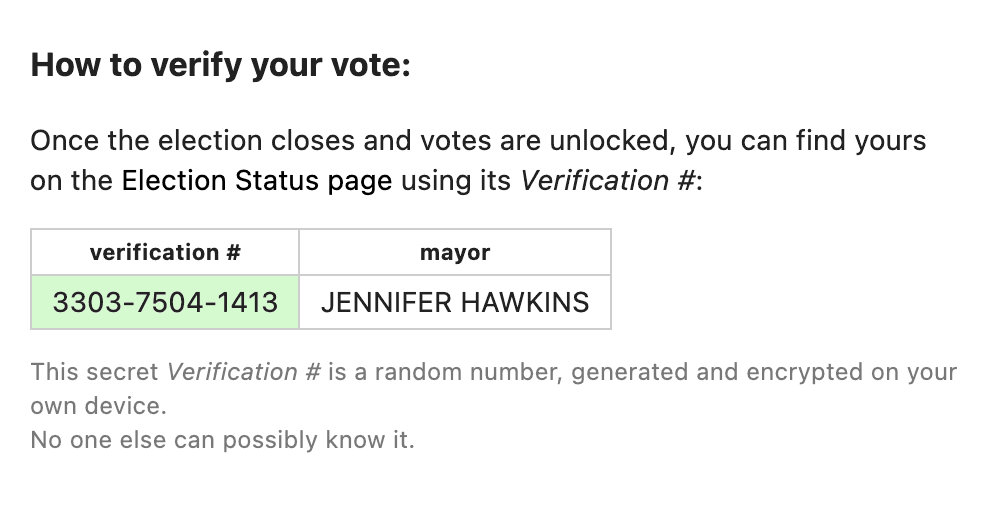 How to verify your vote:
Once the election closes and votes are unlocked, you can find yours
on the Election Status page using its Verification #:
verification # mayor
3303-7504-1413 JENNIFER HAWKINS
This secret Verification # is a random number, generated and encrypted on your
own device.
No one else can possibly know it.